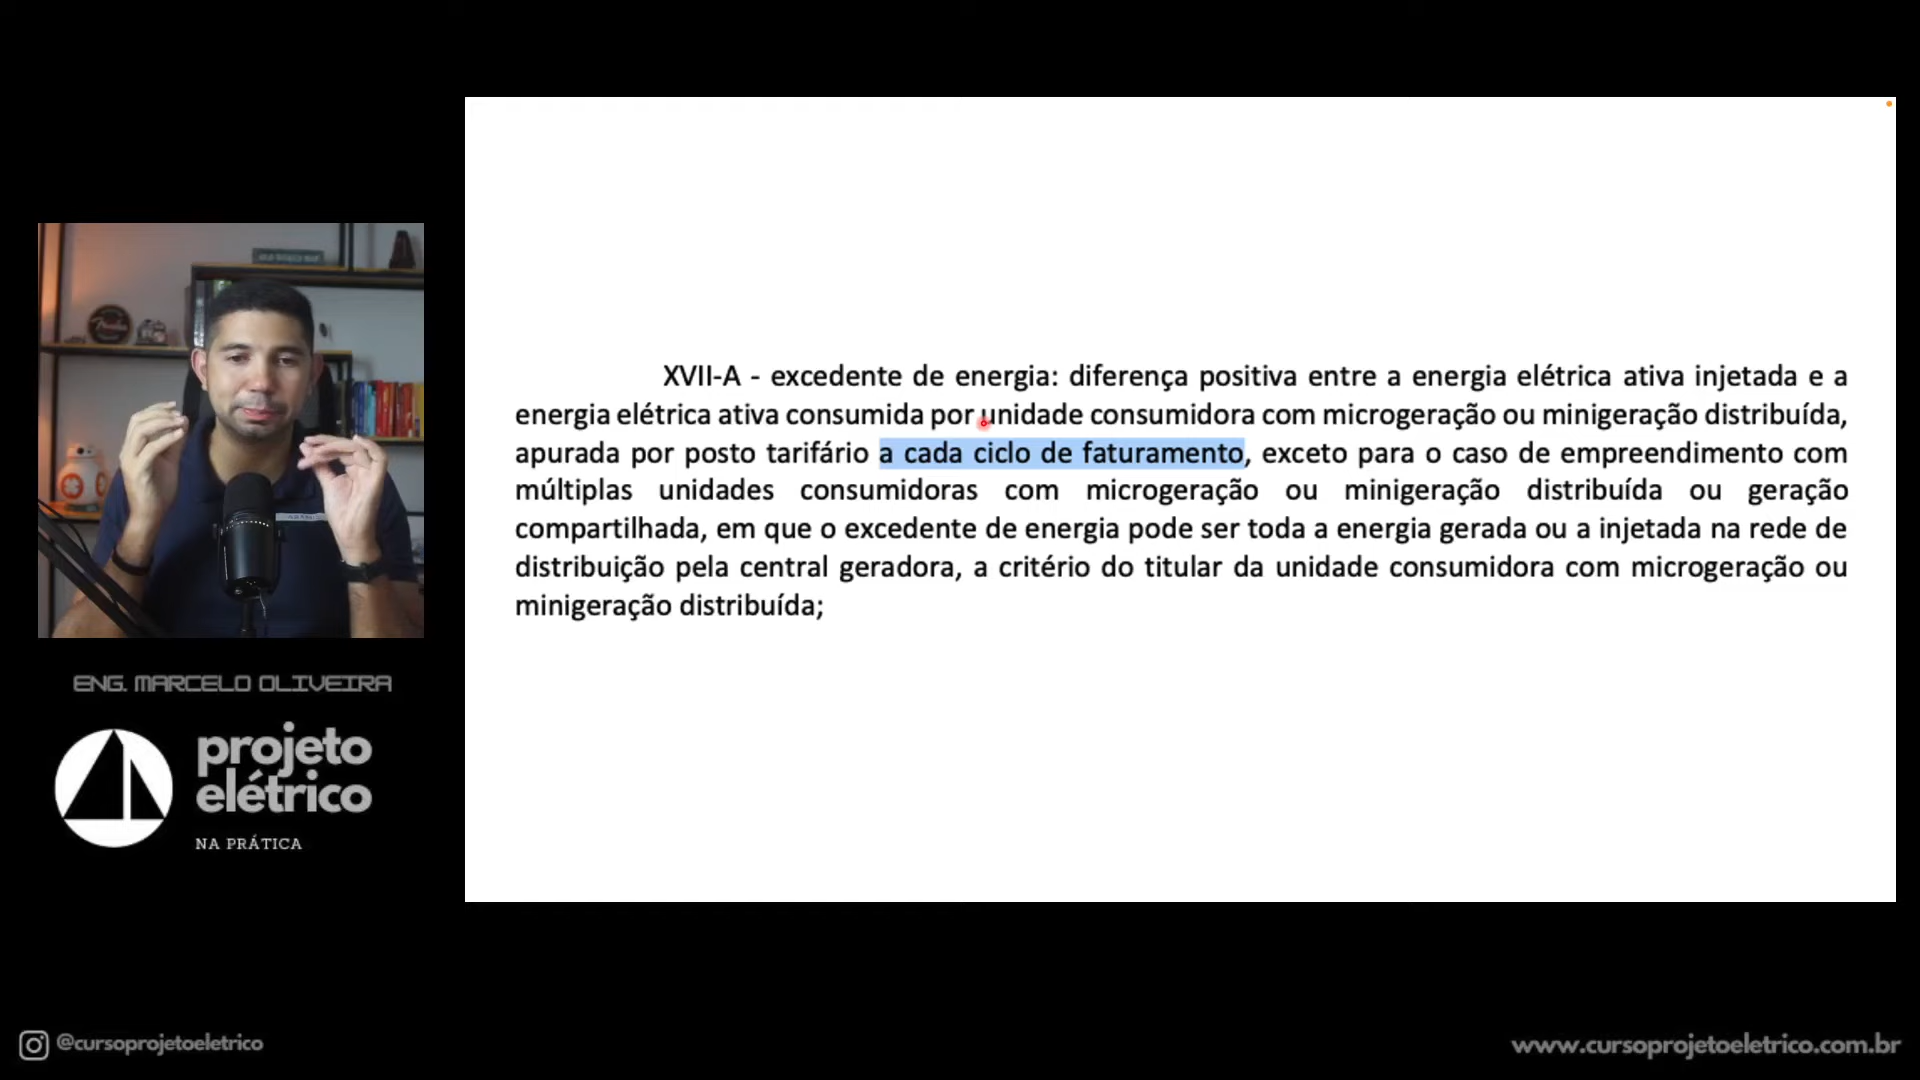 XVII-A - excedente de energia: diferença positiva entre a energia elétrica ativa injetada e a
energia elétrica ativa consumida por unidade consumidora com microgeração ou minigeração distribuída,
apurada por posto tarifário a cada ciclo de faturamento, exceto para o caso de empreendimento com
múltiplas unidades consumidoras com microgeração ou minigeração distribuída ou geração
compartilhada, em que o excedente de energia pode ser toda a energia gerada ou a injetada na rede de
distribuição pela central geradora, a critério do titular da unidade consumidora com microgeração ou
minigeração distribuída;
ENG. MARCELO OLIVEIRA
projeto
elétrico
NA PRÁTICA
@cursoprojetoeletrico
www.cursoprojetoeletrico.com.br